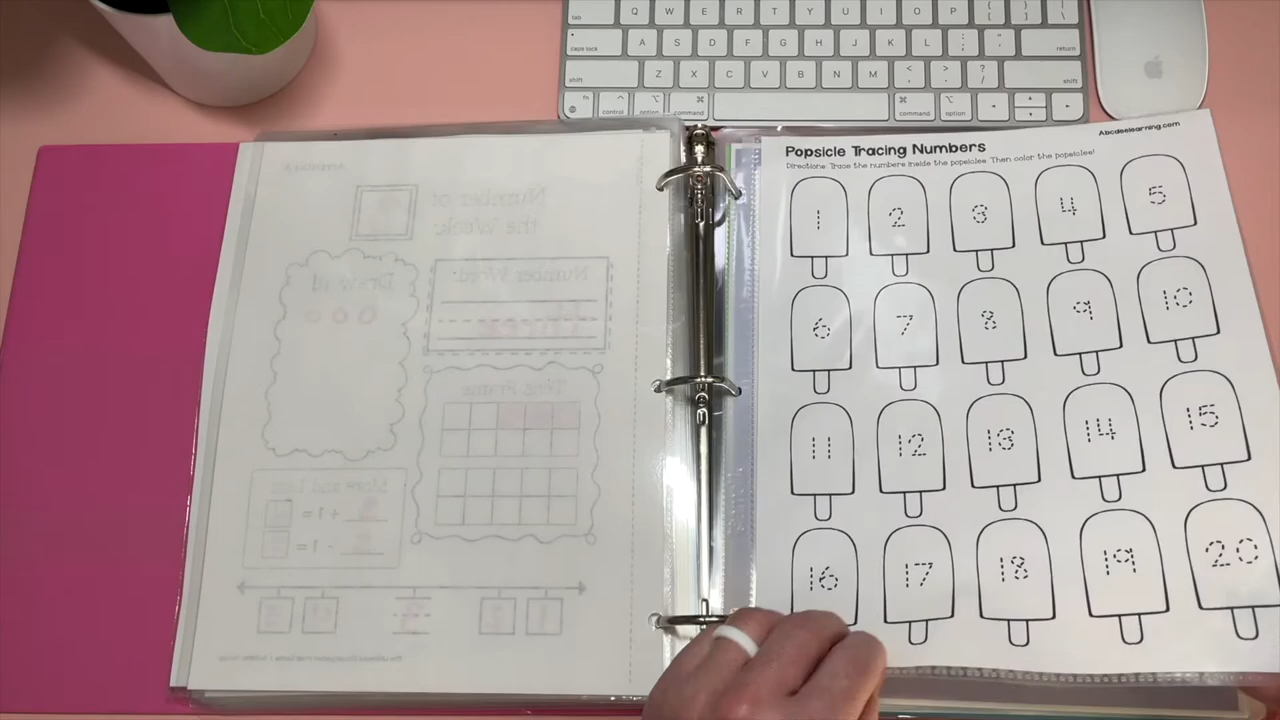 tab Q W E R T Y U I O P { [ } ] | \
caps lock A S D F G H J K L : ; " ' return
shift Z X C V B N M < , > . ? / shift
fn control option command command option
Abcdeelearning.com
Popsicle Tracing Numbers
Directions: Trace the numbers inside the popsicles. Then color the popsicles!
1 2 3 4 5
6 7 8 9 10
11 12 13 14 15
16 17 18 19 20
Number of
the Week:
Draw it!
Number Word:
Three
Tens Frame
More and Less
+ 1 =
- 1 =